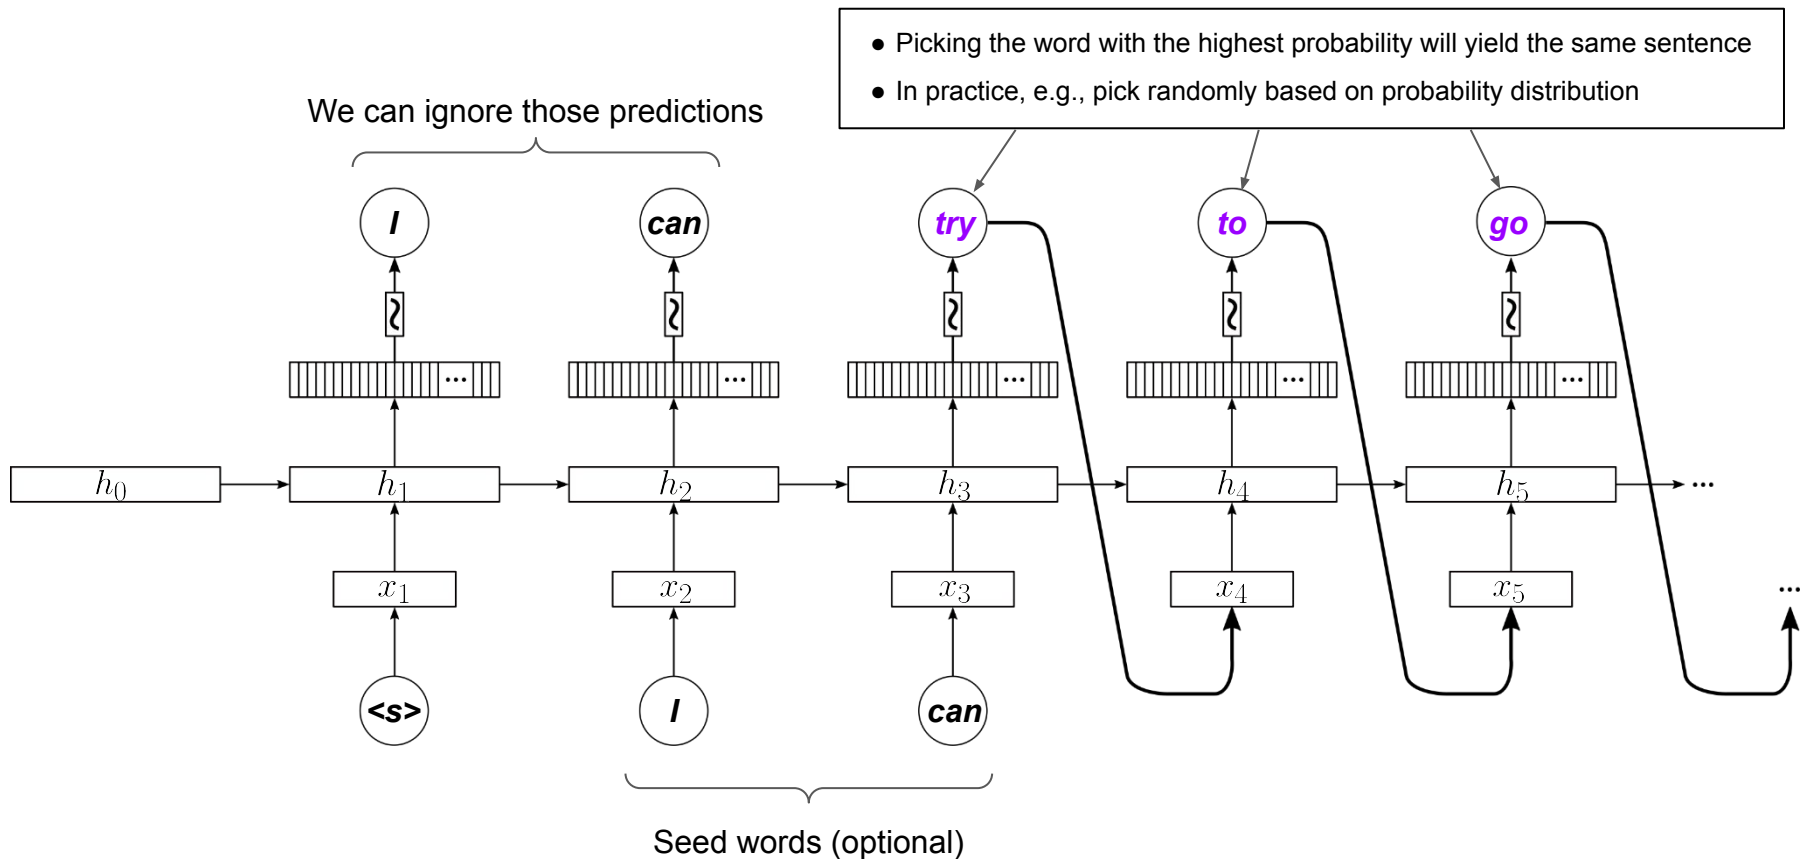 ● Picking the word with the highest probability will yield the same sentence
● In practice, e.g., pick randomly based on probability distribution
We can ignore those predictions
I can try to go
... ... ... ... ...
h₀ h₁ h₂ h₃ h₄ h₅ ...
x₁ x₂ x₃ x₄ x₅ ...
<s> I can
Seed words (optional)